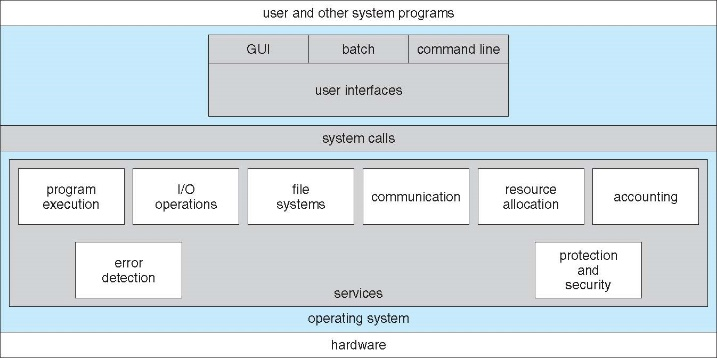 user and other system programs
GUI
batch
command line
user interfaces
system calls
program
execution
I/O
operations
file
systems
communication
resource
allocation
accounting
error
detection
protection
and
security
services
operating system
hardware